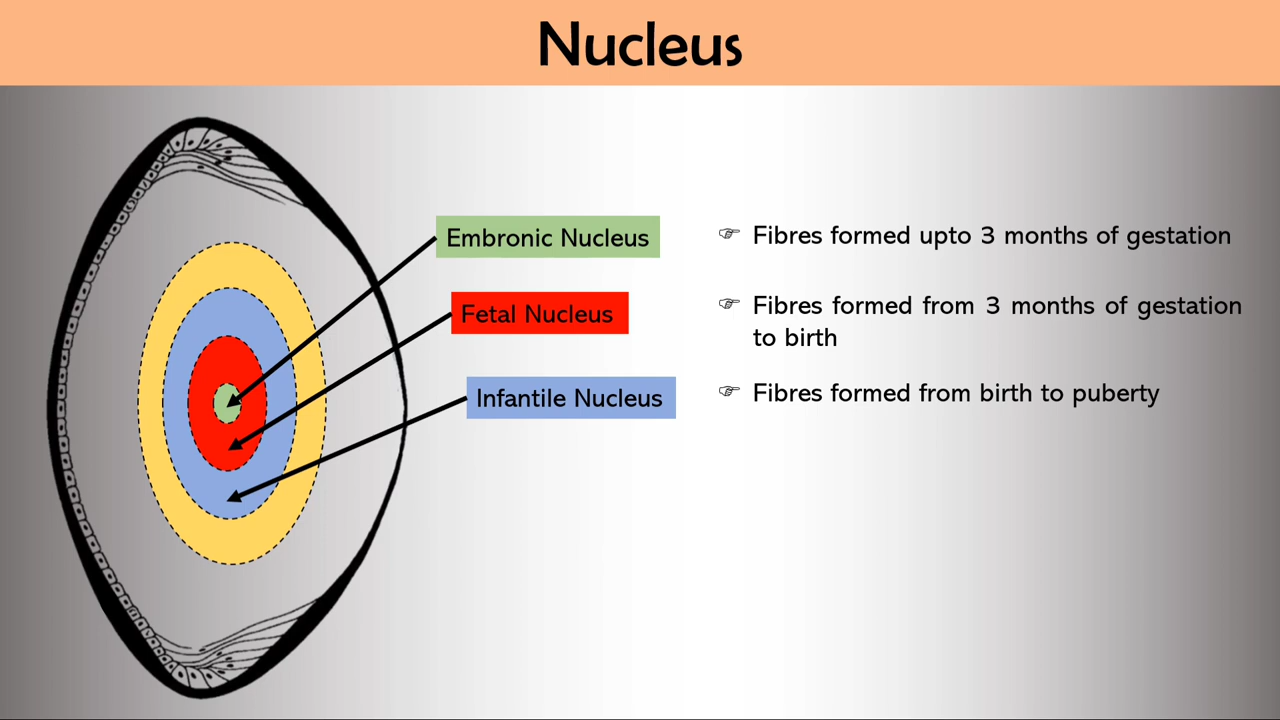 Nucleus
Embronic Nucleus
☞ Fibres formed upto 3 months of gestation
Fetal Nucleus
☞ Fibres formed from 3 months of gestation
to birth
Infantile Nucleus
☞ Fibres formed from birth to puberty